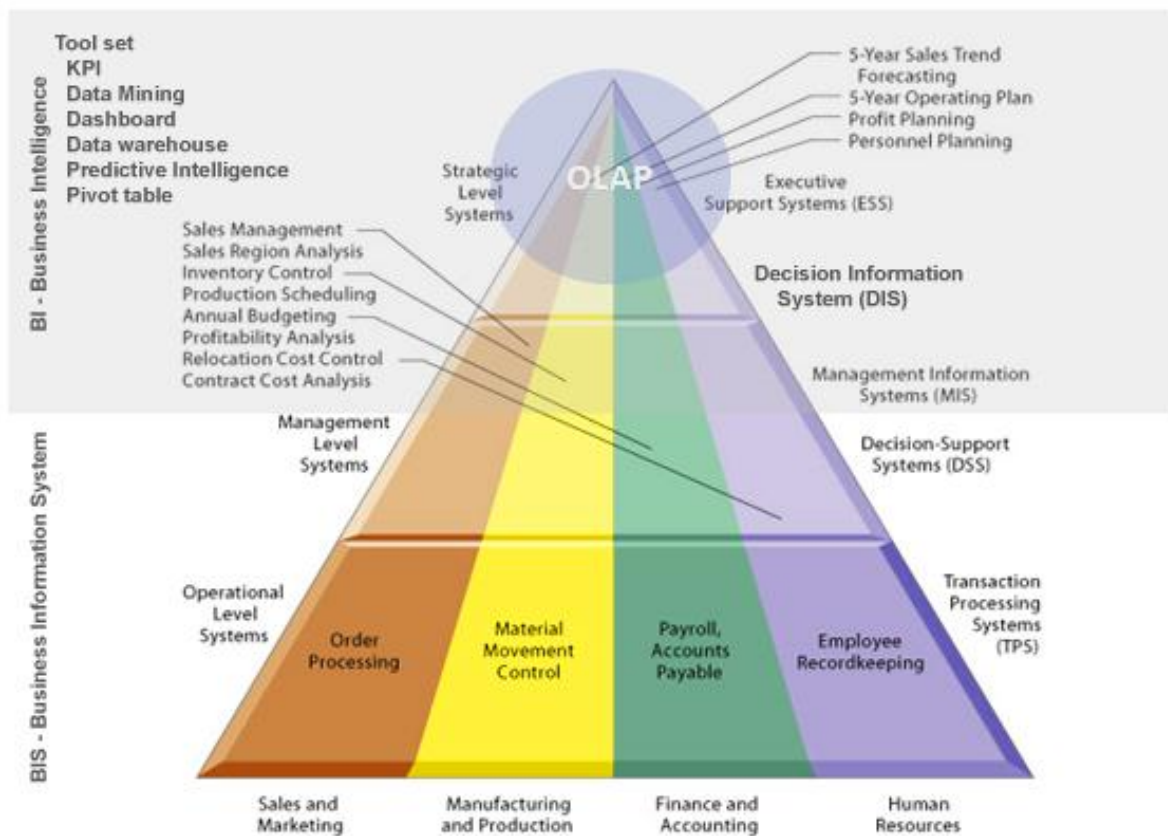 BI - Business Intelligence
Tool set
KPI
Data Mining
Dashboard
Data warehouse
Predictive Intelligence
Pivot table
5-Year Sales Trend
Forecasting
5-Year Operating Plan
Profit Planning
Personnel Planning
Strategic
Level
Systems
OLAP
Executive
Support Systems (ESS)
Sales Management
Sales Region Analysis
Inventory Control
Production Scheduling
Annual Budgeting
Profitability Analysis
Relocation Cost Control
Contract Cost Analysis
Decision Information
System (DIS)
Management Information
Systems (MIS)
BIS - Business Information System
Management
Level
Systems
Decision-Support
Systems (DSS)
Operational
Level
Systems
Order
Processing
Material
Movement
Control
Payroll,
Accounts
Payable
Employee
Recordkeeping
Transaction
Processing
Systems
(TPS)
Sales and
Marketing
Manufacturing
and Production
Finance and
Accounting
Human
Resources